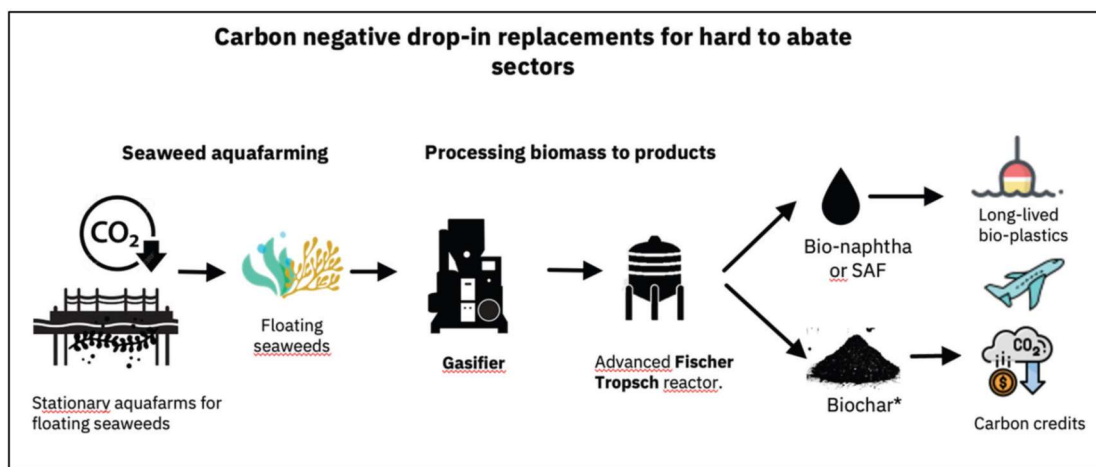 Carbon negative drop-in replacements for hard to abate
sectors
Seaweed aquafarming
Processing biomass to products
CO2
Stationary aquafarms for
floating seaweeds
Floating
seaweeds
Gasifier
Advanced Fischer
Tropsch reactor.
Bio-naphtha
or SAF
Biochar*
Long-lived
bio-plastics
CO2
$
Carbon credits